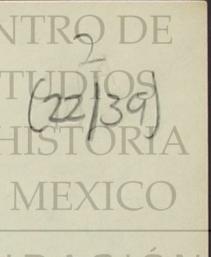 NTRO DE
2
TUDIOS
(22/39)
HISTORIA
MEXICO